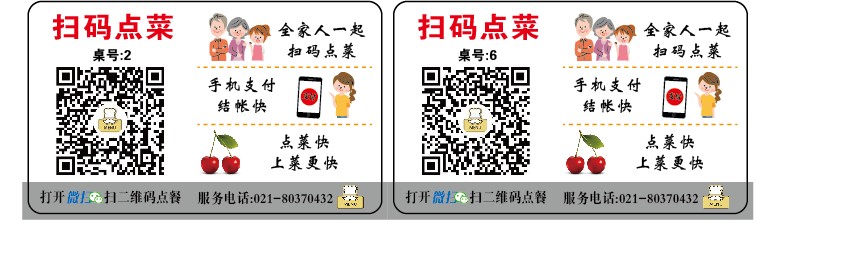 扫码点菜
桌号:2
全家人一起
扫码点菜
手机支付
结帐快
点菜快
上菜更快
打开微扫二维码点餐
服务电话:021-80370432
MENU
扫码点菜
桌号:6
全家人一起
扫码点菜
手机支付
结帐快
点菜快
上菜更快
打开微扫二维码点餐
服务电话:021-80370432
MENU